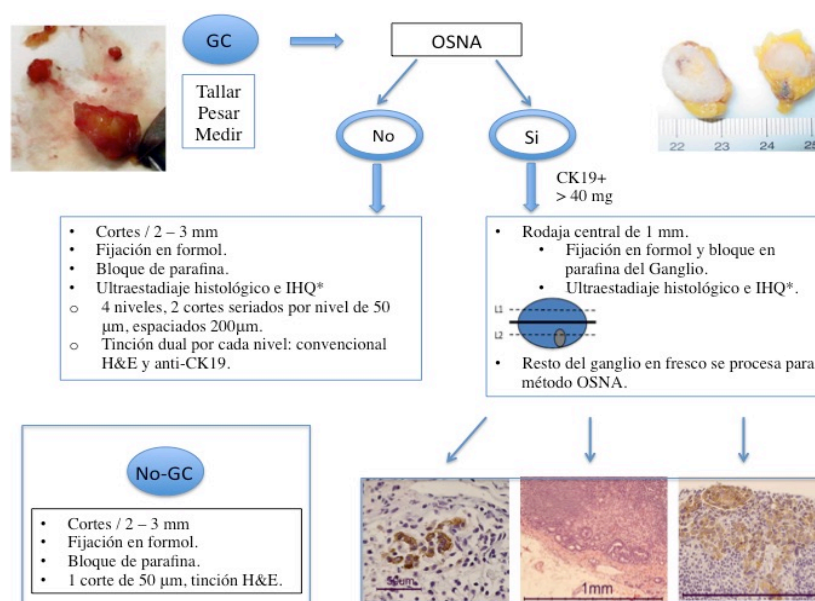 GC
OSNA
Tallar
Pesar
Medir
No
Si
22 23 24 25
CK19+
> 40 mg
• Cortes / 2 – 3 mm
• Fijación en formol.
• Bloque de parafina.
• Ultraestadiaje histológico e IHQ*
o 4 niveles, 2 cortes seriados por nivel de 50
µm, espaciados 200µm.
o Tinción dual por cada nivel: convencional
H&E y anti-CK19.
• Rodaja central de 1 mm.
• Fijación en formol y bloque en
parafina del Ganglio.
• Ultraestadiaje histológico e IHQ*.
L1
L2
• Resto del ganglio en fresco se procesa para
método OSNA.
No-GC
• Cortes / 2 – 3 mm
• Fijación en formol.
• Bloque de parafina.
• 1 corte de 50 µm, tinción H&E.
1mm